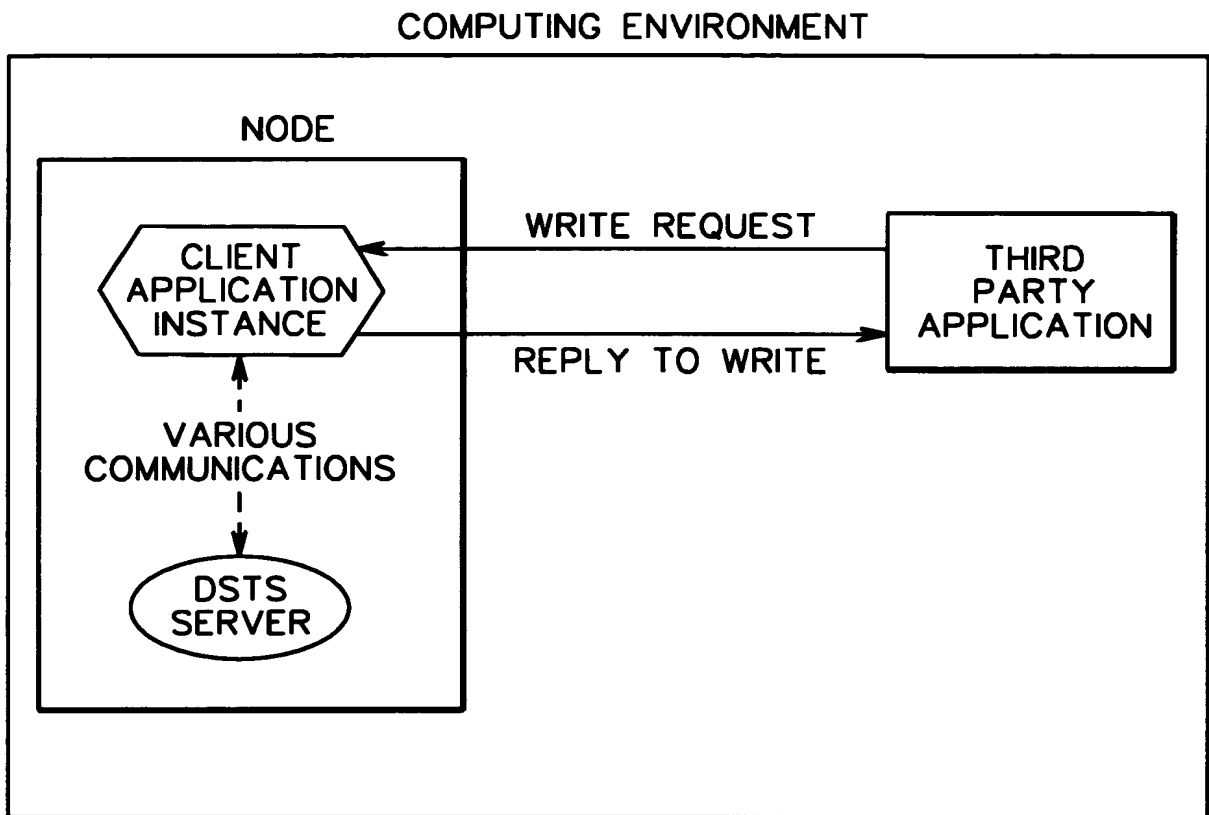 COMPUTING ENVIRONMENT
NODE
CLIENT
APPLICATION
INSTANCE
WRITE REQUEST
REPLY TO WRITE
THIRD
PARTY
APPLICATION
VARIOUS
COMMUNICATIONS
DSTS
SERVER